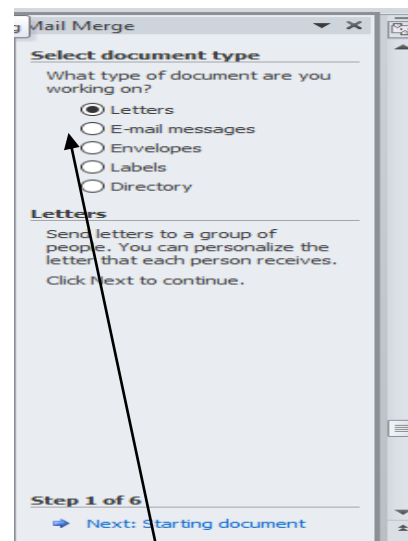 Mail Merge
Select document type
What type of document are you
working on?
Letters
E-mail messages
Envelopes
Labels
Directory
Letters
Send letters to a group of
people. You can personalize the
letter that each person receives.
Click Next to continue.
Step 1 of 6
Next: Starting document